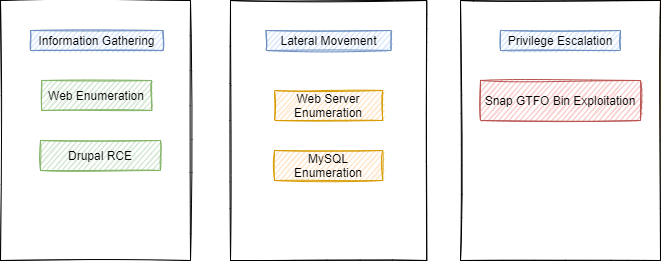 Information Gathering
Web Enumeration
Drupal RCE
Lateral Movement
Web Server
Enumeration
MySQL
Enumeration
Privilege Escalation
Snap GTFO Bin Exploitation